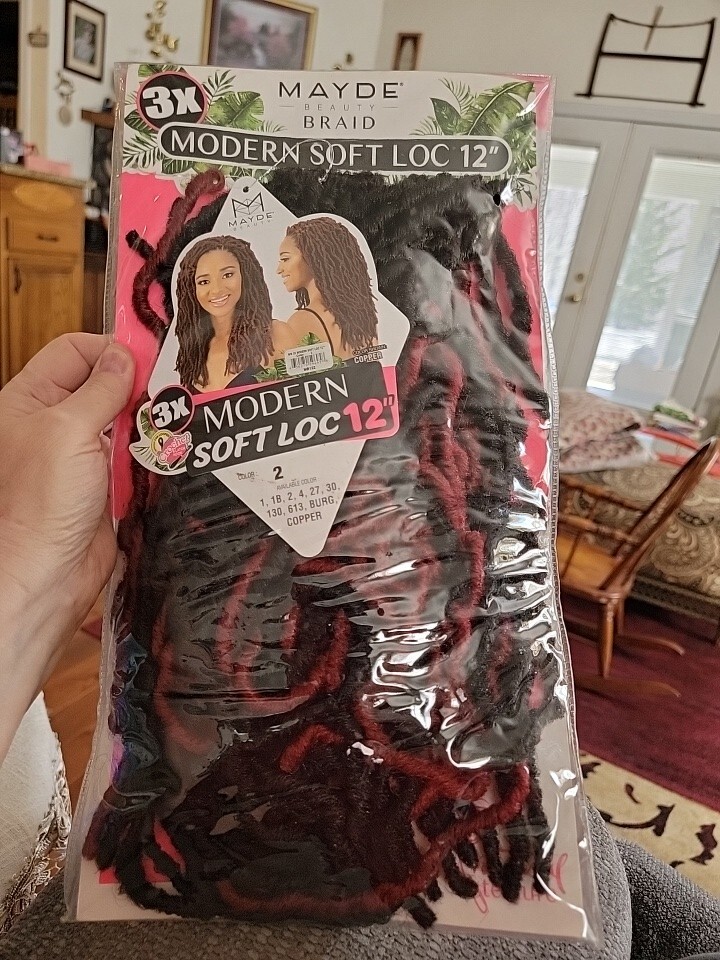 3X
MAYDE
BEAUTY
BRAID
MODERN SOFT LOC 12"
MAYDE
BEAUTY
COPPER
3X
MODERN
SOFT LOC 12"
COLOR: 2
AVAILABLE COLOR
1, 1B, 2, 4, 27, 30,
130, 613, BURG,
COPPER